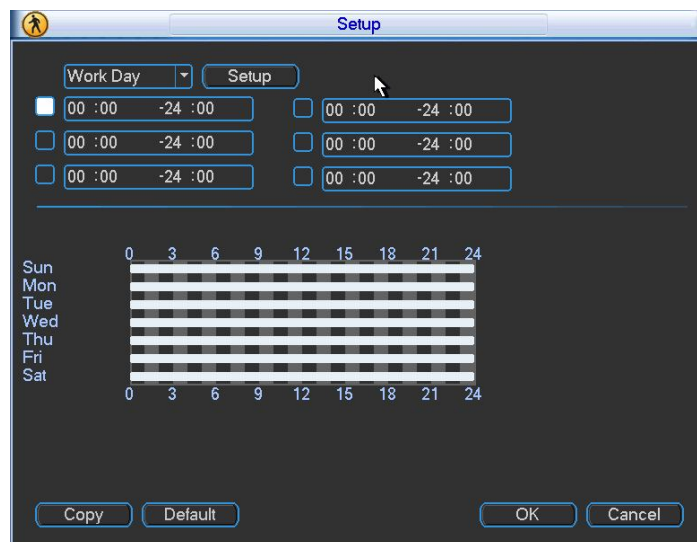 Setup
Work Day Setup
00 :00 -24 :00 00 :00 -24 :00
00 :00 -24 :00 00 :00 -24 :00
00 :00 -24 :00 00 :00 -24 :00
0 3 6 9 12 15 18 21 24
Sun
Mon
Tue
Wed
Thu
Fri
Sat
0 3 6 9 12 15 18 21 24
Copy Default OK Cancel